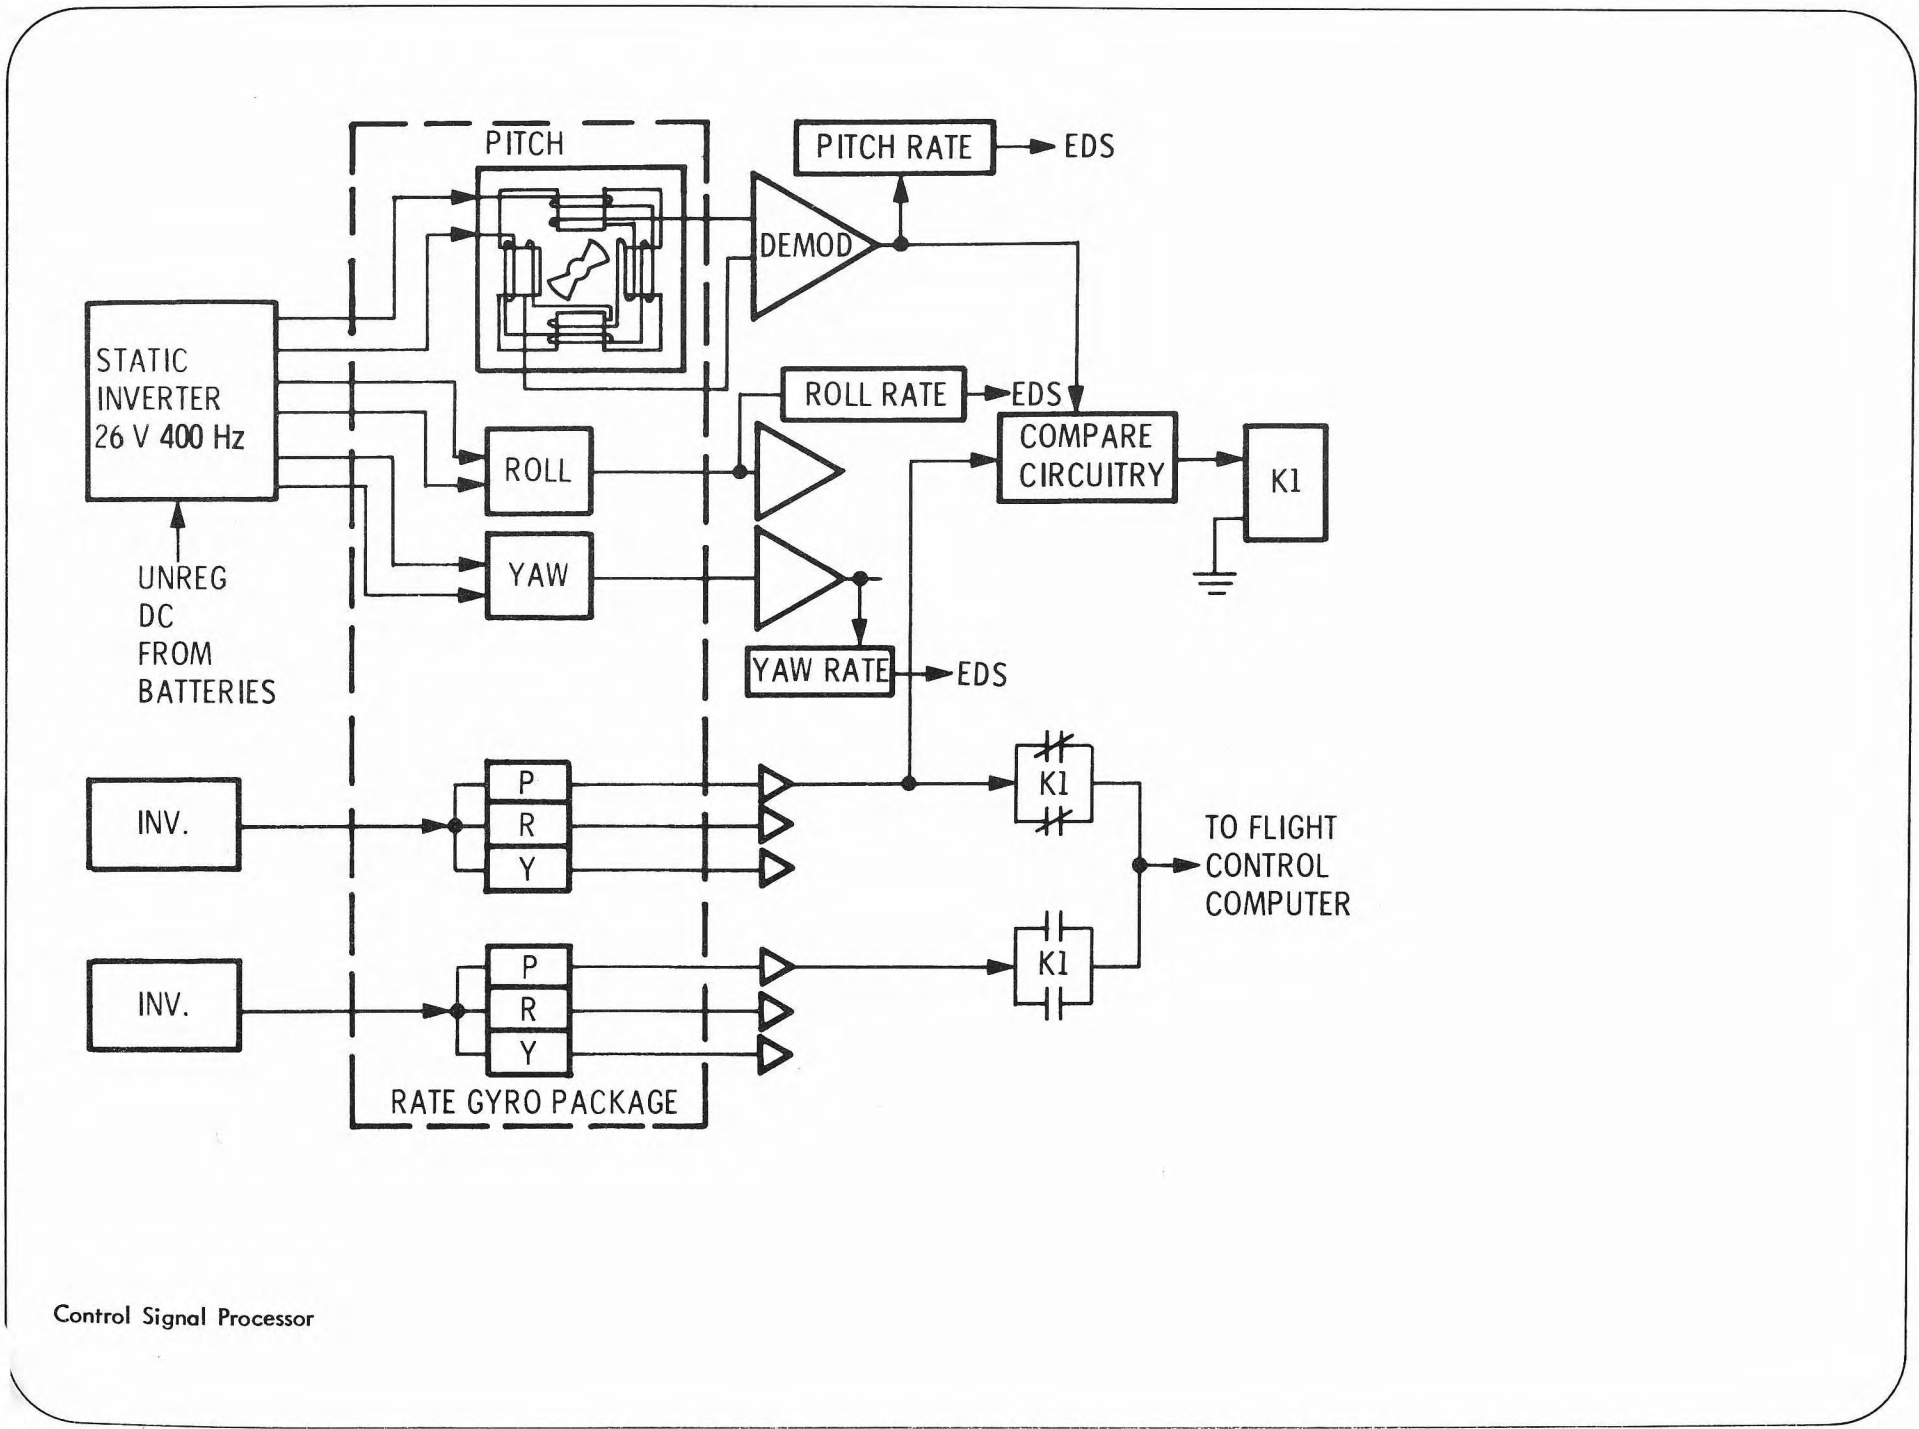 PITCH
PITCH RATE
EDS
DEMOD
STATIC
INVERTER
26 V 400 Hz
ROLL RATE
EDS
COMPARE
CIRCUITRY
K1
ROLL
YAW
UNREG
DC
FROM
BATTERIES
YAW RATE
EDS
INV.
P
R
Y
K1
TO FLIGHT
CONTROL
COMPUTER
INV.
P
R
Y
K1
RATE GYRO PACKAGE
Control Signal Processor